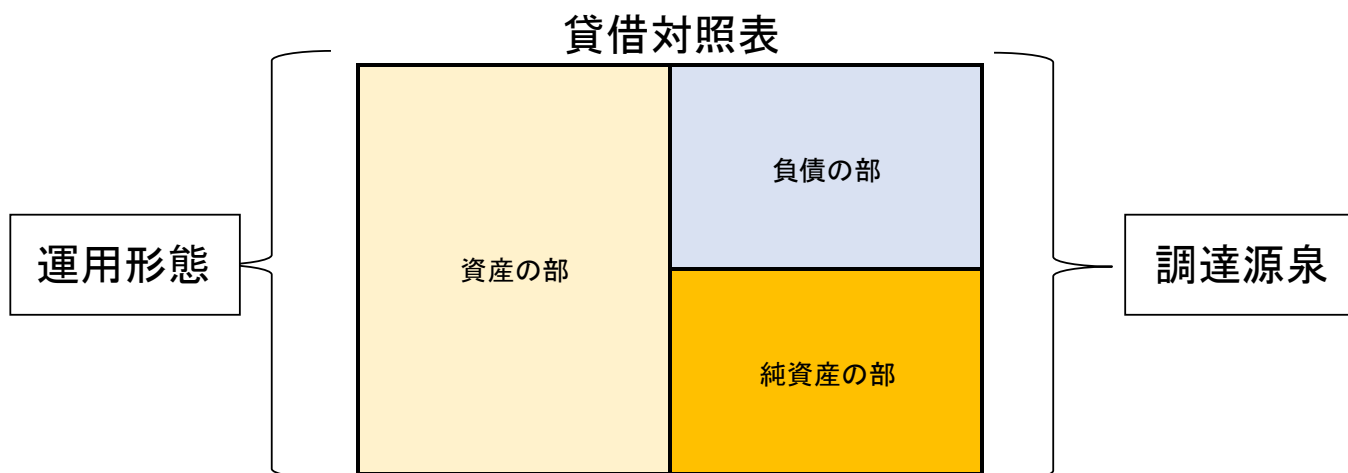 貸借対照表
運用形態
資産の部
負債の部
純資産の部
調達源泉